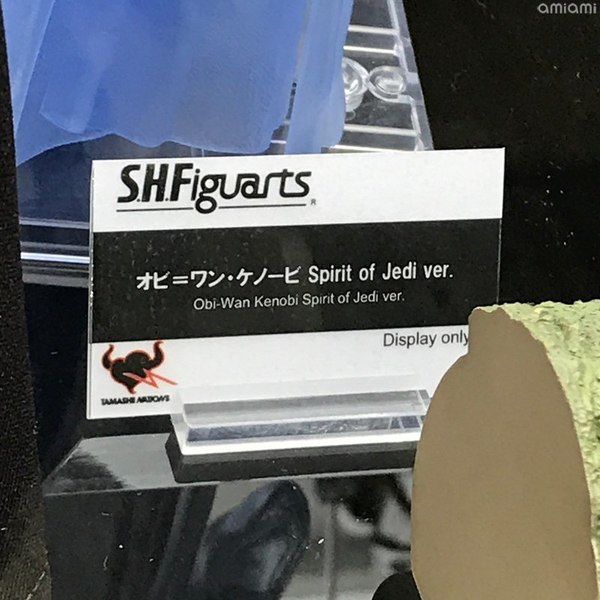 amiami
S.H.Figuarts
®
オビ=ワン・ケノービ Spirit of Jedi ver.
Obi-Wan Kenobi Spirit of Jedi ver.
Display only
TAMASHII NATIONS